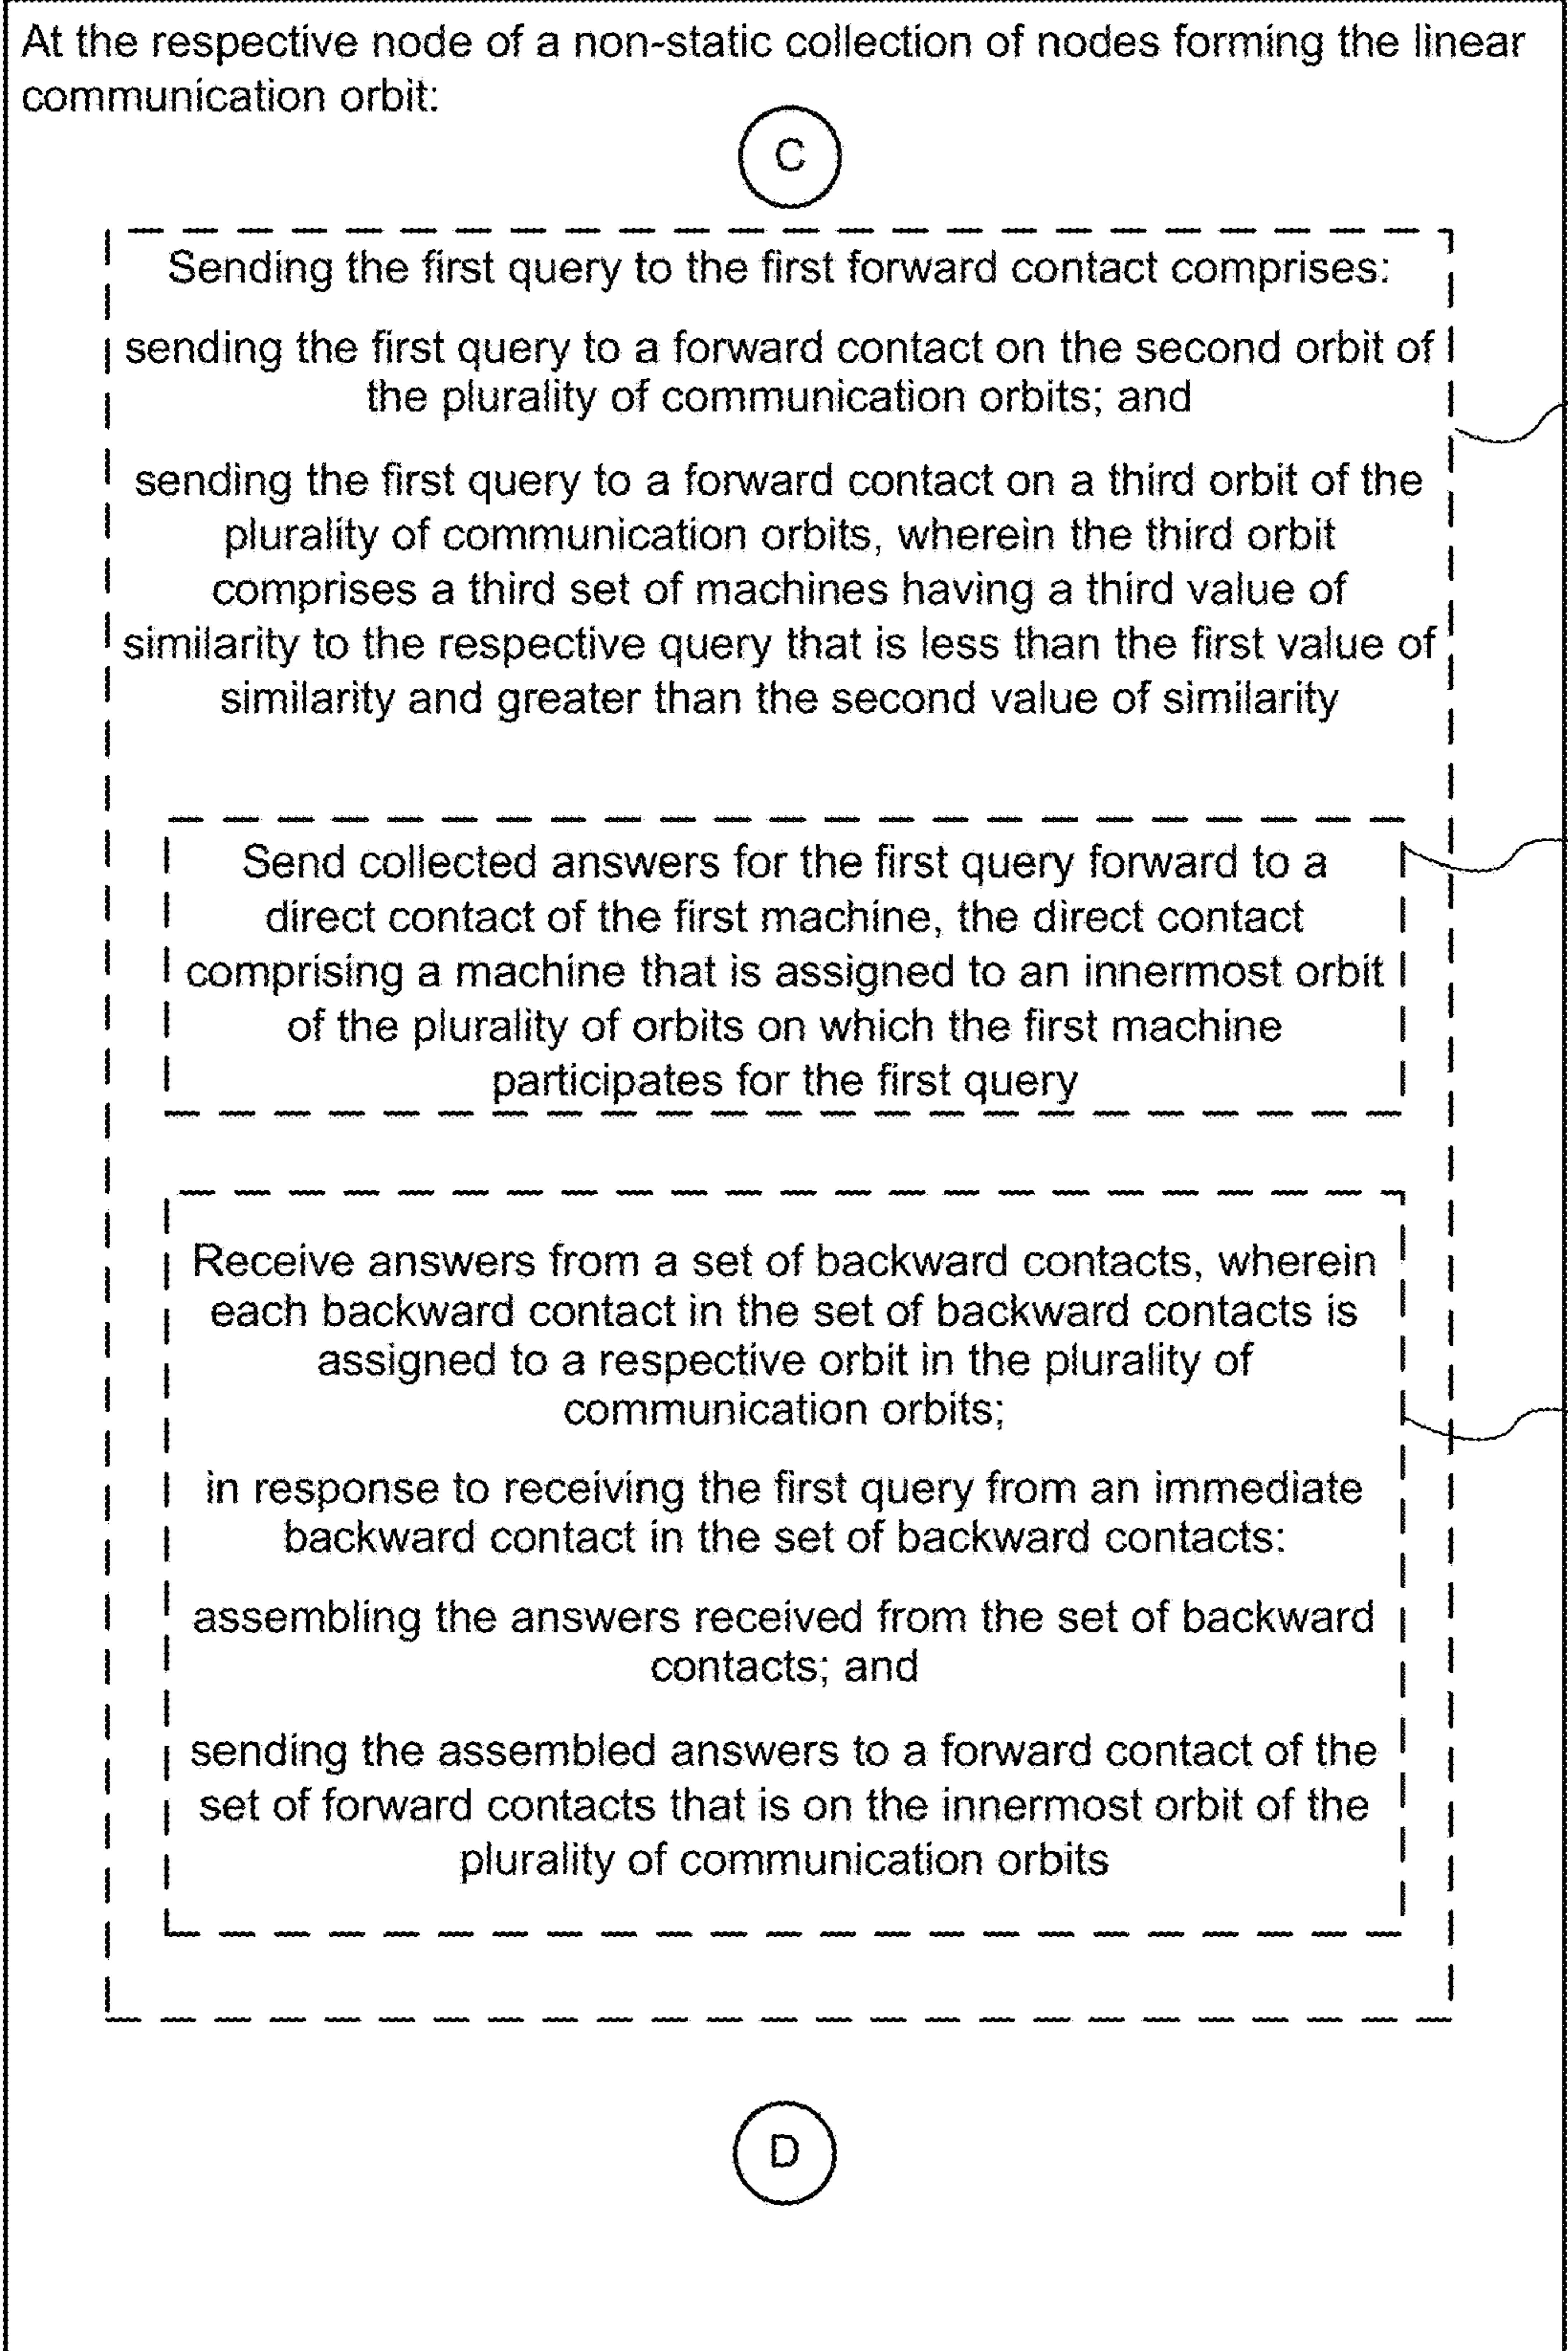 At the respective node of a non-static collection of nodes forming the linear
communication orbit:
C
Sending the first query to the first forward contact comprises:
sending the first query to a forward contact on the second orbit of
the plurality of communication orbits; and
sending the first query to a forward contact on a third orbit of the
plurality of communication orbits, wherein the third orbit
comprises a third set of machines having a third value of
similarity to the respective query that is less than the first value of
similarity and greater than the second value of similarity
Send collected answers for the first query forward to a
direct contact of the first machine, the direct contact
comprising a machine that is assigned to an innermost orbit
of the plurality of orbits on which the first machine
participates for the first query
Receive answers from a set of backward contacts, wherein
each backward contact in the set of backward contacts is
assigned to a respective orbit in the plurality of
communication orbits;
in response to receiving the first query from an immediate
backward contact in the set of backward contacts:
assembling the answers received from the set of backward
contacts; and
sending the assembled answers to a forward contact of the
set of forward contacts that is on the innermost orbit of the
plurality of communication orbits
D